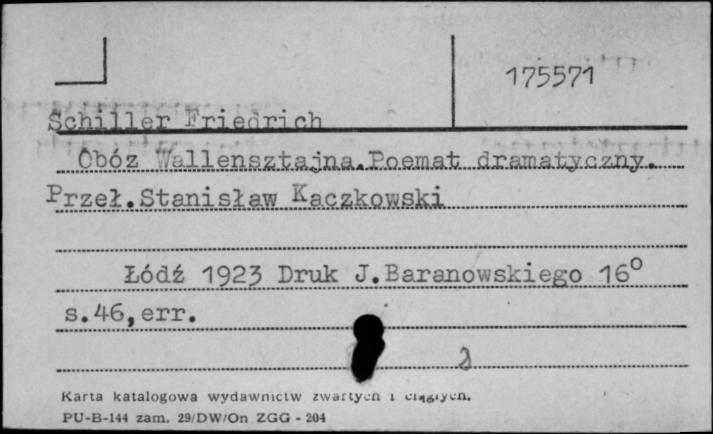 175571
Schiller Friedrich
Obóz Wallensztajna.Poemat dramatyczny.
Przeł.Stanisław Kaczkowski
Łódź 1923 Druk J.Baranowskiego 16°
s.46,err.
Karta katalogowa wydawnictw zwartych i ciągłych.
PU-B-144 zam. 29/DW/On ZGG - 204